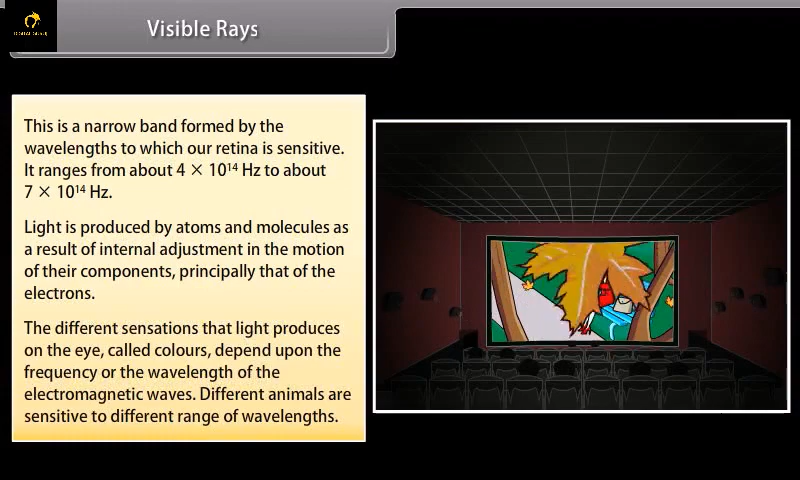 Visible Rays
This is a narrow band formed by the
wavelengths to which our retina is sensitive.
It ranges from about 4 × 10¹⁴ Hz to about
7 × 10¹⁴ Hz.
Light is produced by atoms and molecules as
a result of internal adjustment in the motion
of their components, principally that of the
electrons.
The different sensations that light produces
on the eye, called colours, depend upon the
frequency or the wavelength of the
electromagnetic waves. Different animals are
sensitive to different range of wavelengths.